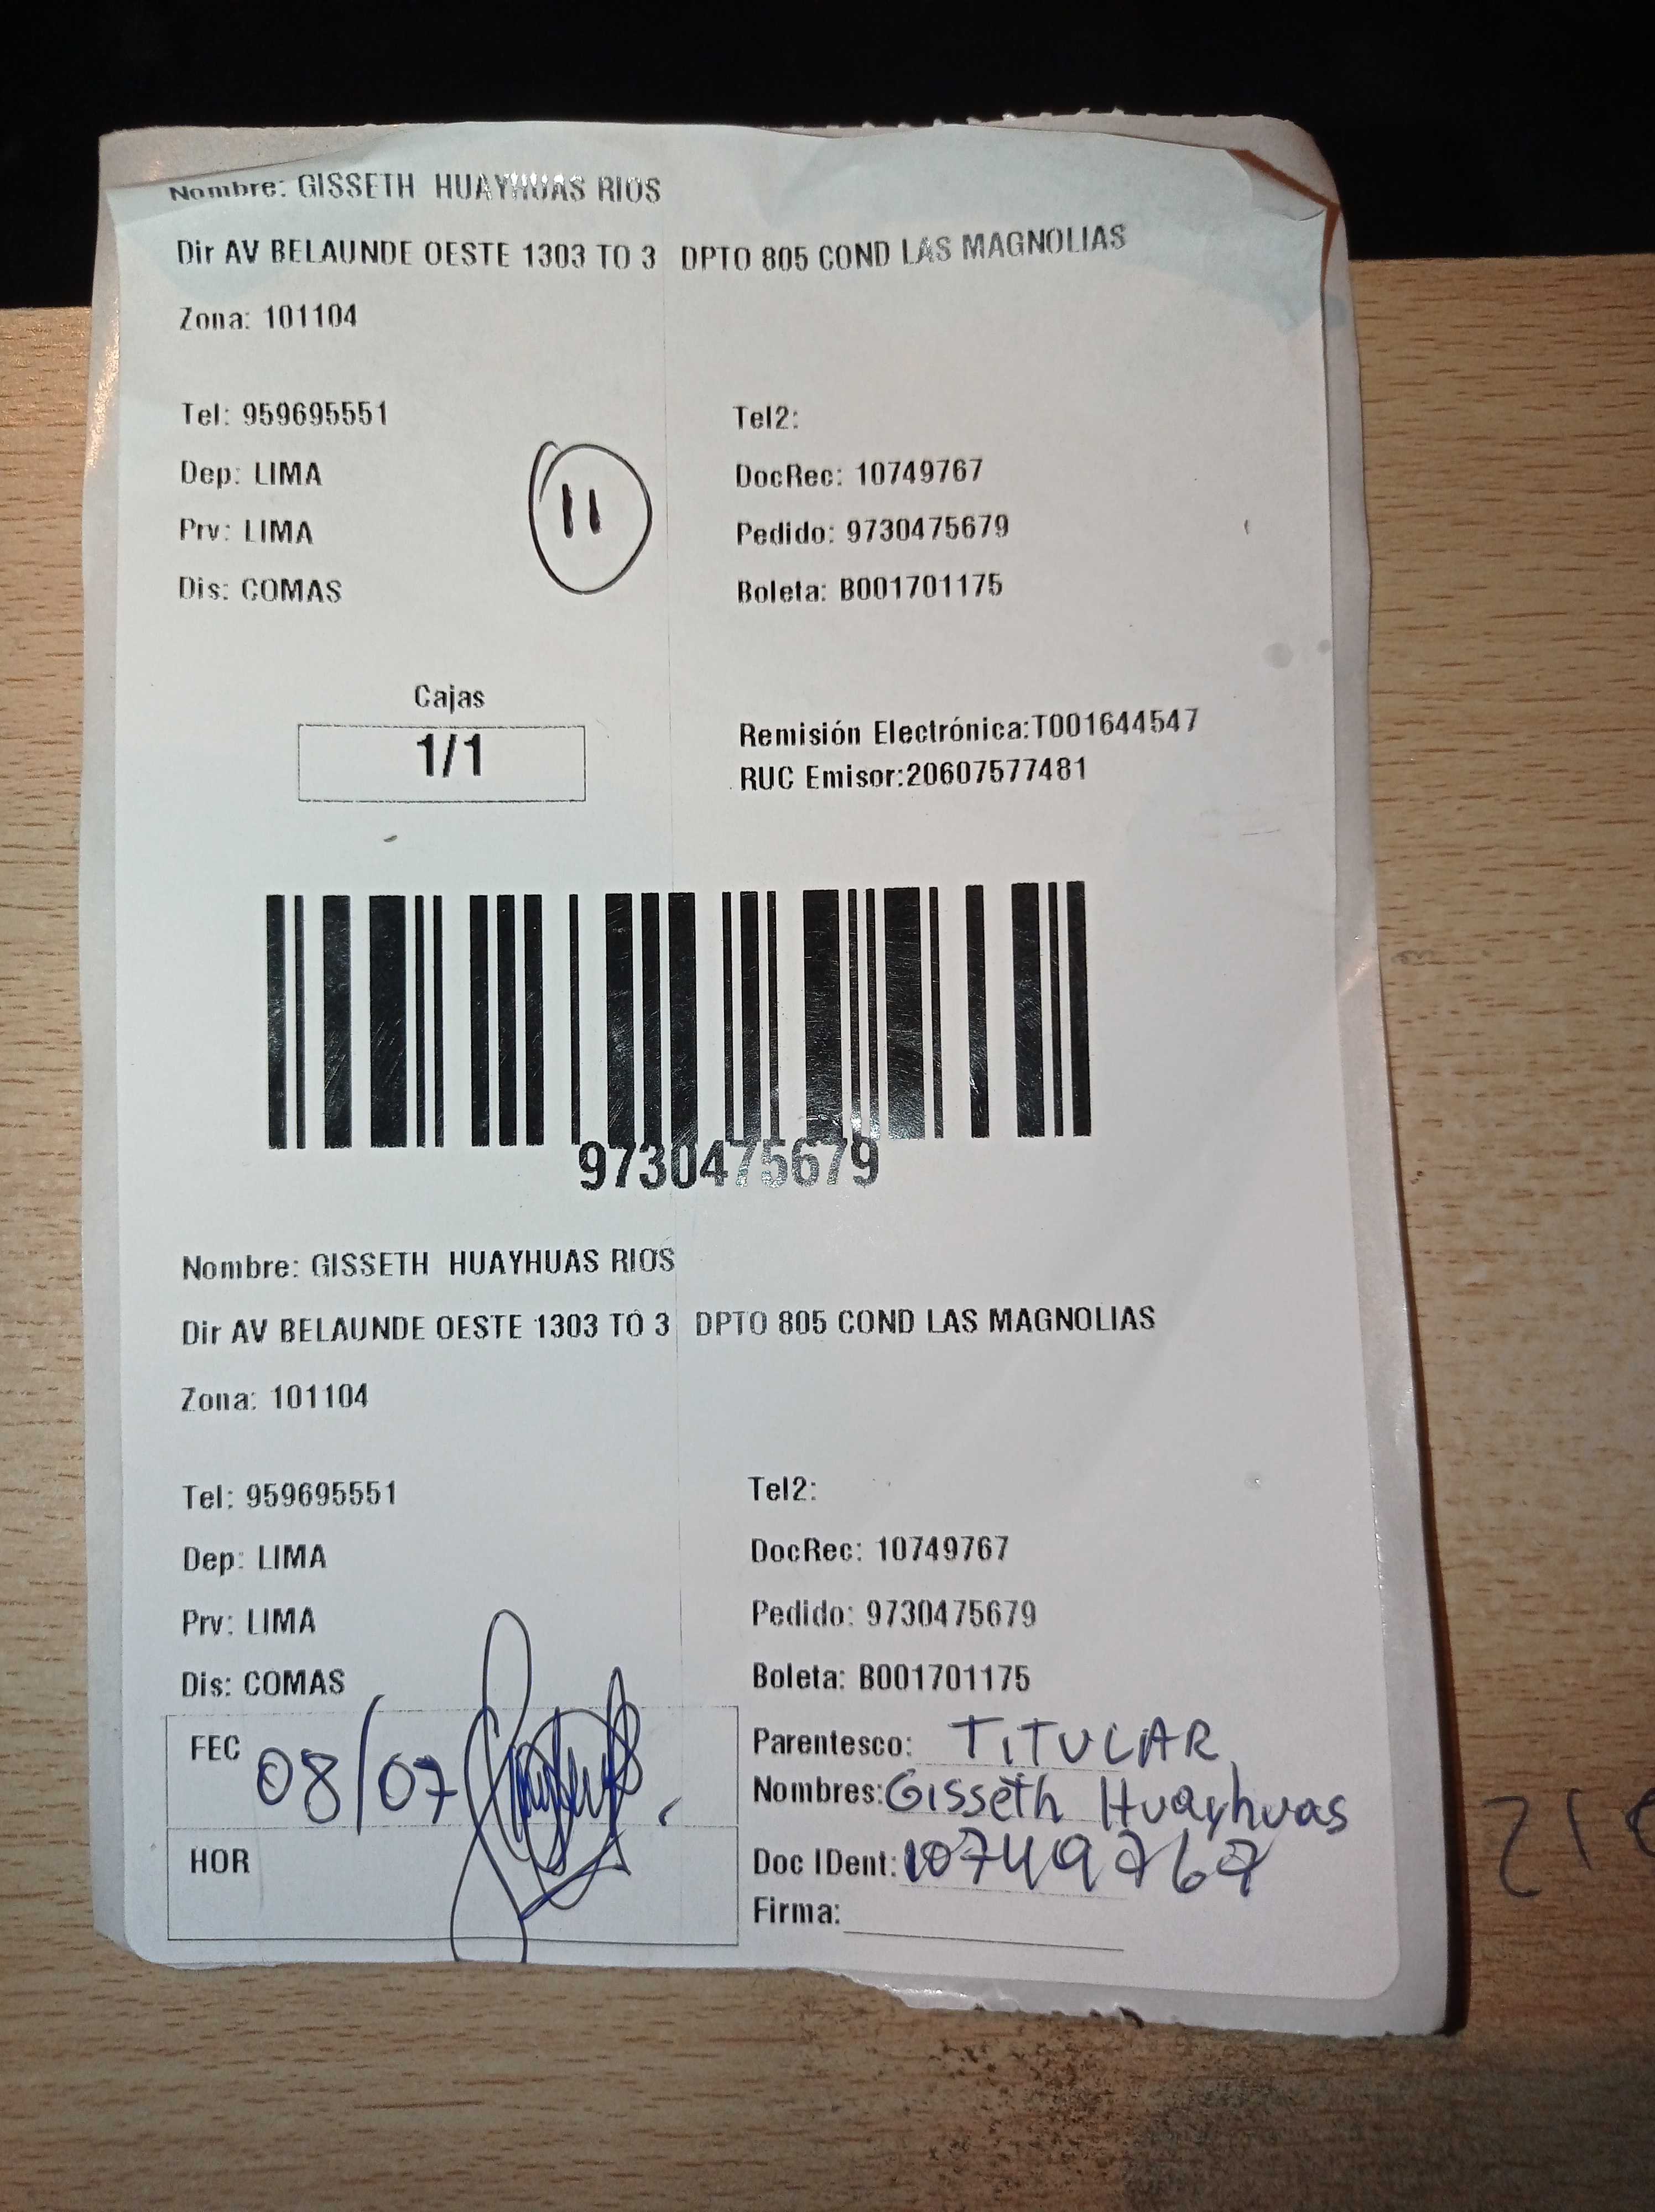 Nombre: GISSETH HUAYHUAS RIOS
Dir AV BELAUNDE OESTE 1303 TO 3 DPTO 805 COND LAS MAGNOLIAS
Zona: 101104
Tel: 959695551 Tel2:
Dep: LIMA DocRec: 10749767
11
Prv: LIMA Pedido: 9730475679
Dis: COMAS Boleta: B001701175
Cajas
1/1
Remisión Electrónica:T001644547
RUC Emisor:20607577481
9730475679
Nombre: GISSETH HUAYHUAS RIOS
Dir AV BELAUNDE OESTE 1303 TO 3 DPTO 805 COND LAS MAGNOLIAS
Zona: 101104
Tel: 959695551 Tel2:
Dep: LIMA DocRec: 10749767
Prv: LIMA Pedido: 9730475679
Dis: COMAS Boleta: B001701175
FEC 08/07 Parentesco: TITULAR
Nombres: Gisseth Huayhuas
HOR Doc IDent: 10749767
Firma: